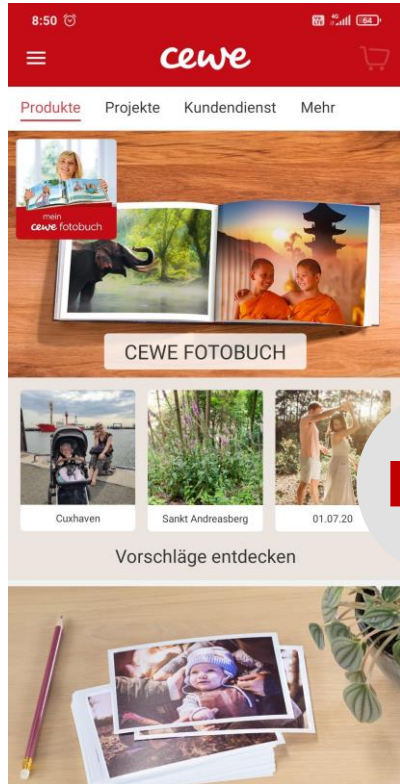 8:50
4G
64
cewe
Produkte Projekte Kundendienst Mehr
mein
cewe fotobuch
CEWE FOTOBUCH
Cuxhaven Sankt Andreasberg 01.07.20
Vorschläge entdecken